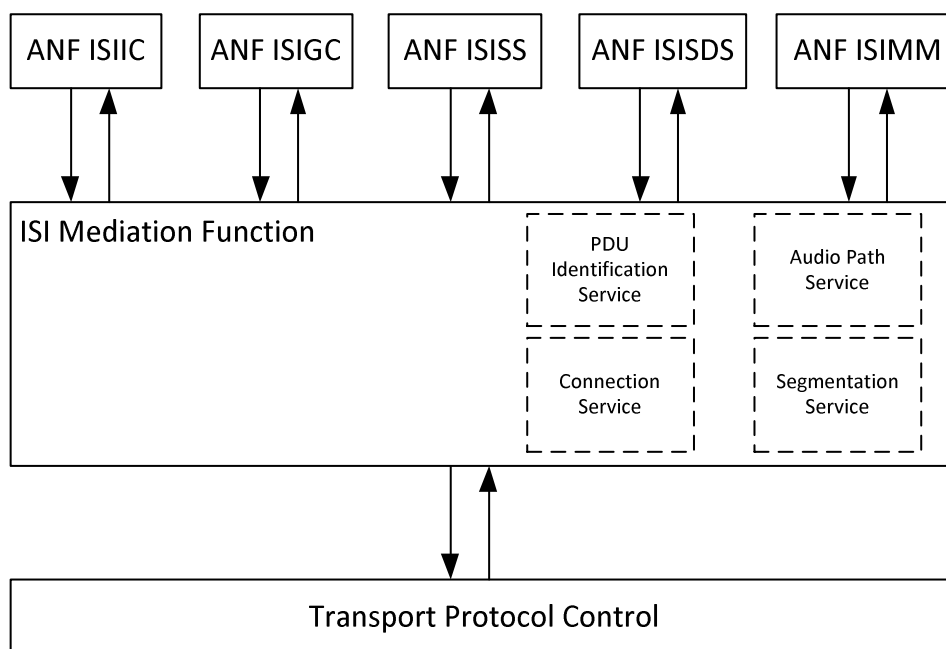 ANF ISIIC
ANF ISIGC
ANF ISISS
ANF ISISDS
ANF ISIMM
ISI Mediation Function
PDU
Identification
Service
Audio Path
Service
Connection
Service
Segmentation
Service
Transport Protocol Control